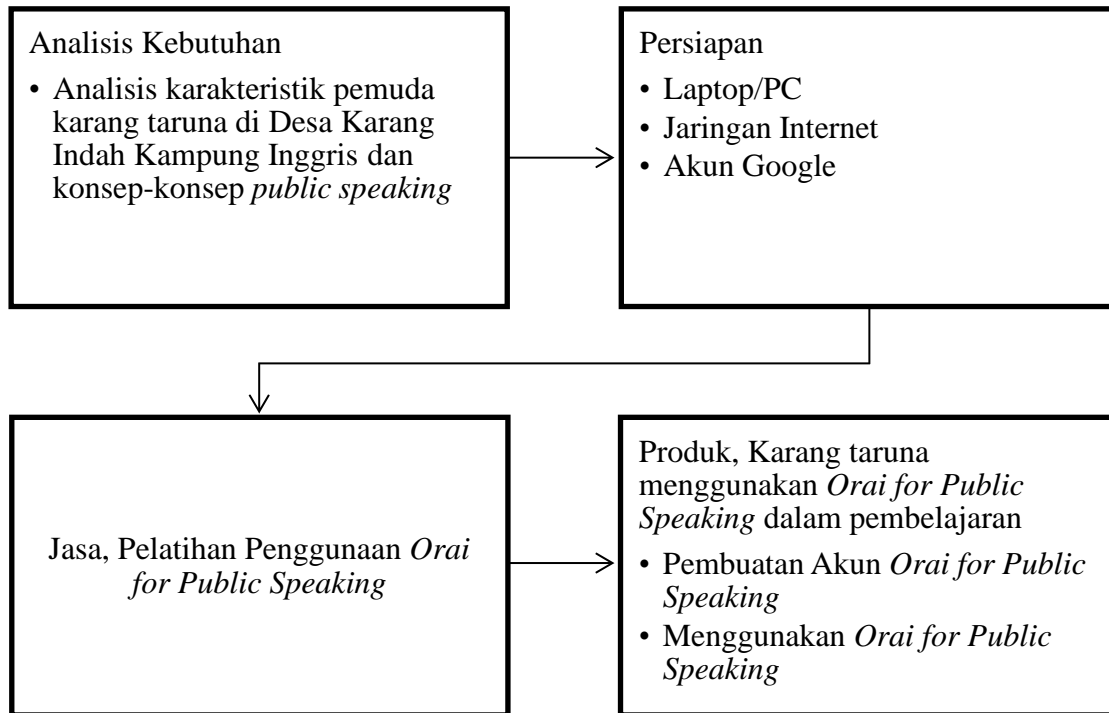 Analisis Kebutuhan
• Analisis karakteristik pemuda
karang taruna di Desa Karang
Indah Kampung Inggris dan
konsep-konsep public speaking
Persiapan
• Laptop/PC
• Jaringan Internet
• Akun Google
Jasa, Pelatihan Penggunaan Orai
for Public Speaking
Produk, Karang taruna
menggunakan Orai for Public
Speaking dalam pembelajaran
• Pembuatan Akun Orai for Public
Speaking
• Menggunakan Orai for Public
Speaking